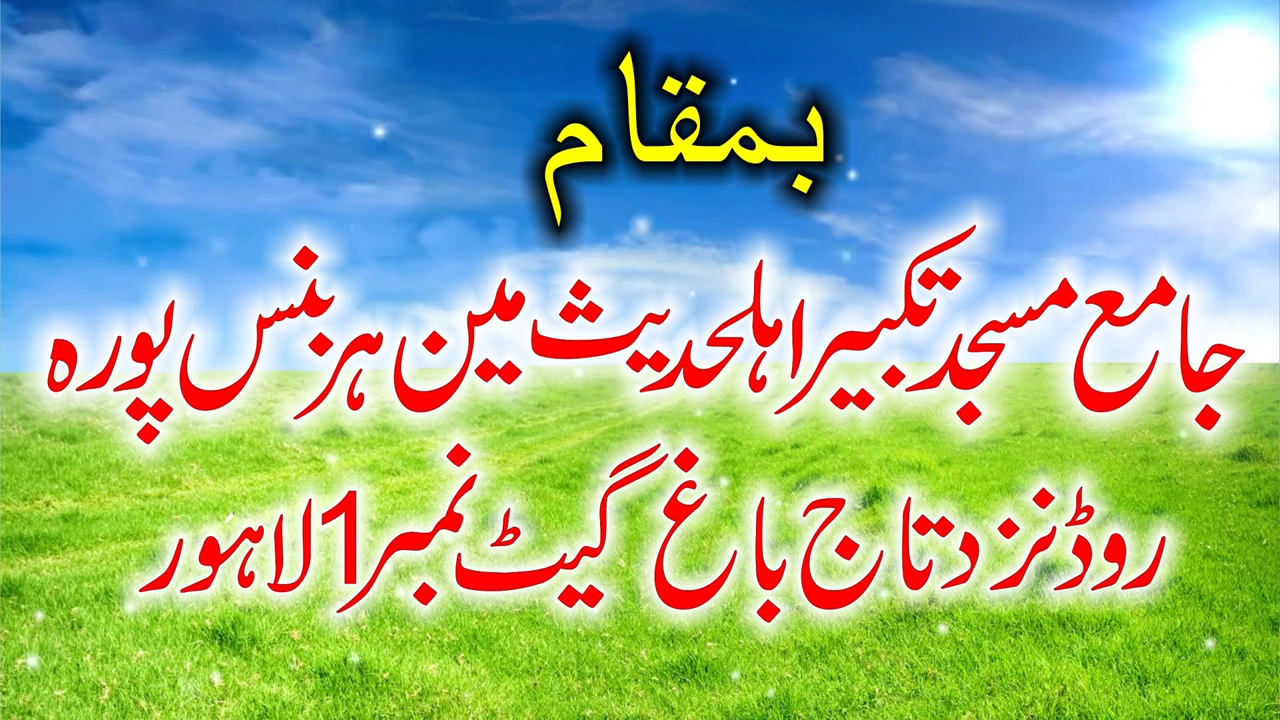 بمقام
جامع مسجد تکبیر اہلحدیث مین ہربنس پورہ
روڈ نزد تاج باغ گیٹ نمبر 1 لاہور